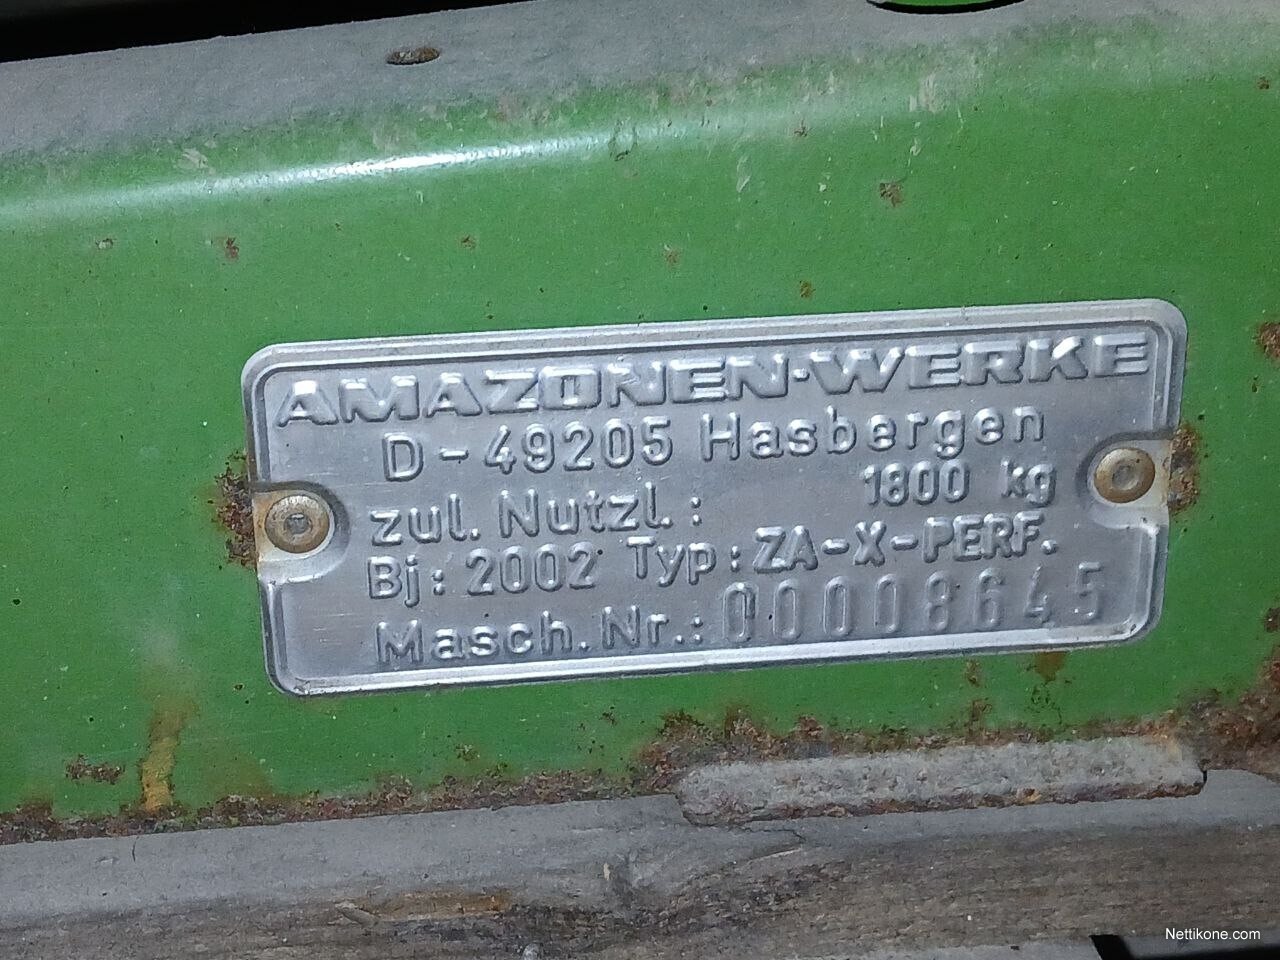 AMAZONEN-WERKE
D-49205 Hasbergen
zul. Nutzl.: 1800 kg
Bj: 2002 Typ: ZA-X-PERF.
Masch.Nr.: 00008645
Nettikone.com